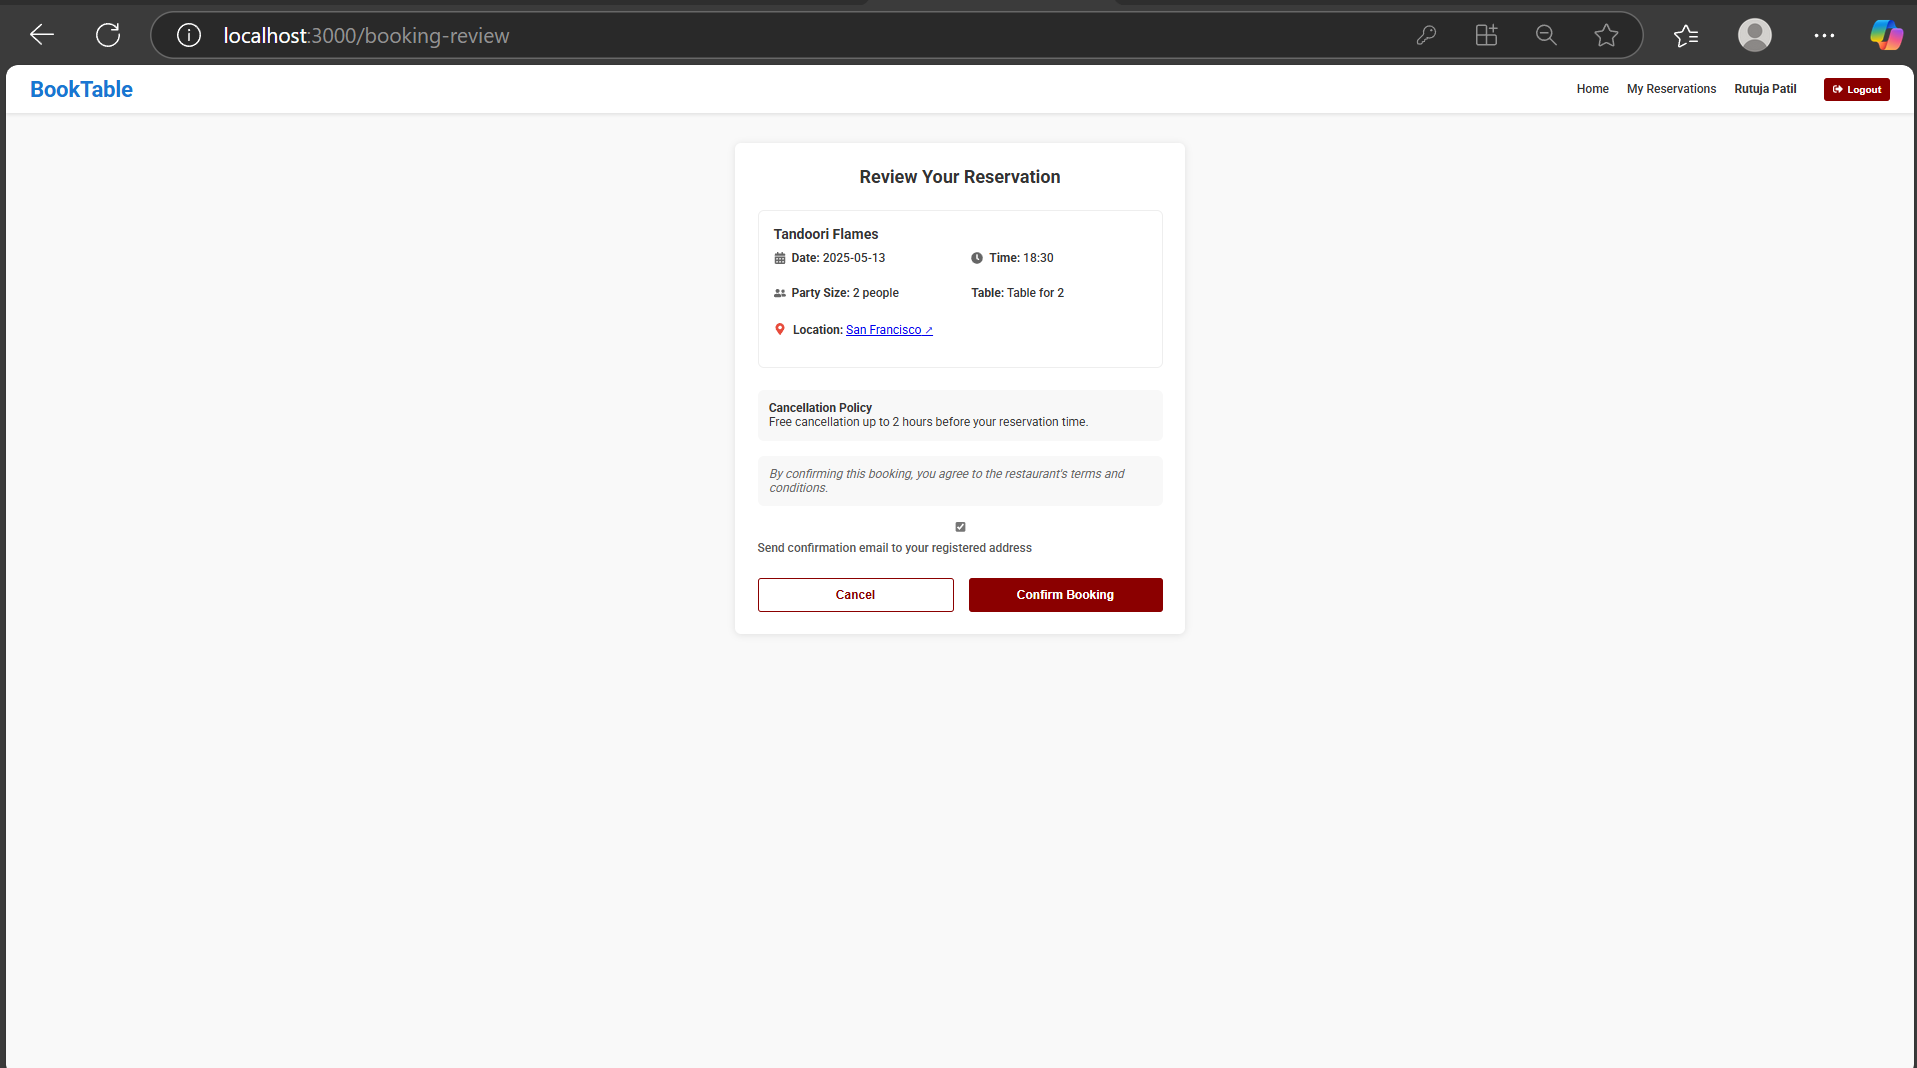 localhost:3000/booking-review
BookTable
Home My Reservations Rutuja Patil Logout
Review Your Reservation
Tandoori Flames
Date: 2025-05-13 Time: 18:30
Party Size: 2 people Table: Table for 2
Location: San Francisco ↗
Cancellation Policy
Free cancellation up to 2 hours before your reservation time.
By confirming this booking, you agree to the restaurant's terms and
conditions.
Send confirmation email to your registered address
Cancel Confirm Booking